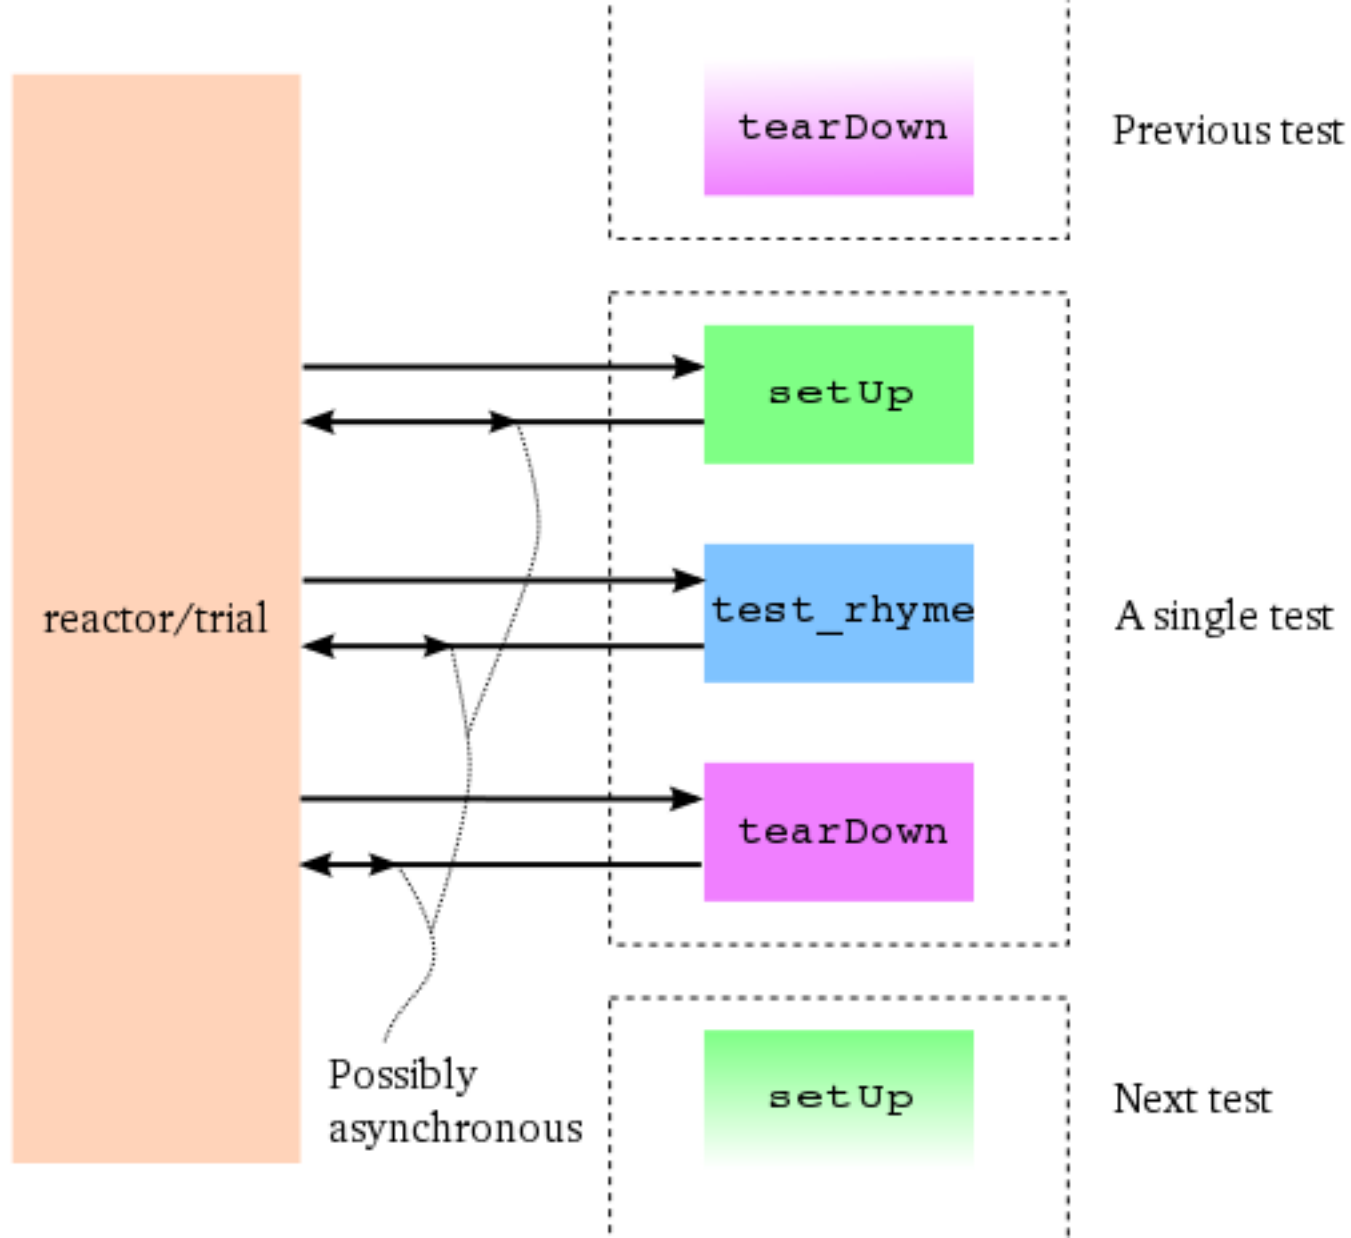 tearDown
Previous test
setUp
reactor/trial
test_rhyme
A single test
tearDown
Possibly
asynchronous
setUp
Next test